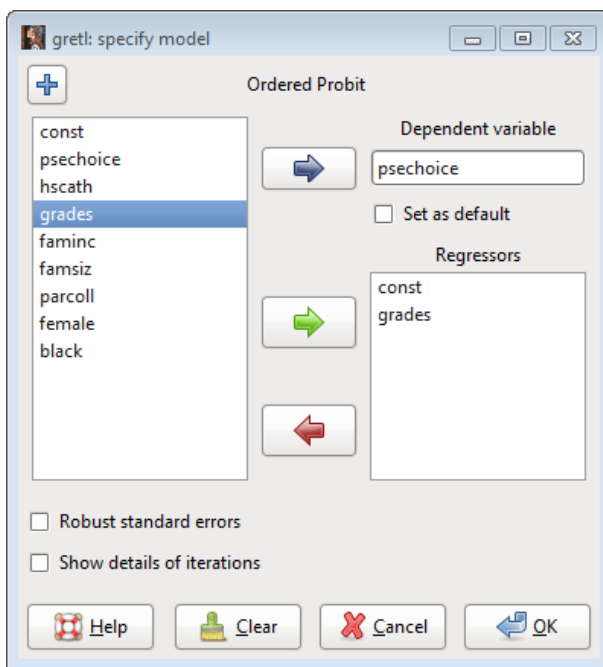 gretl: specify model
Ordered Probit
const
psechoice
hscath
grades
faminc
famsiz
parcoll
female
black
Dependent variable
psechoice
Set as default
Regressors
const
grades
Robust standard errors
Show details of iterations
Help
Clear
Cancel
OK